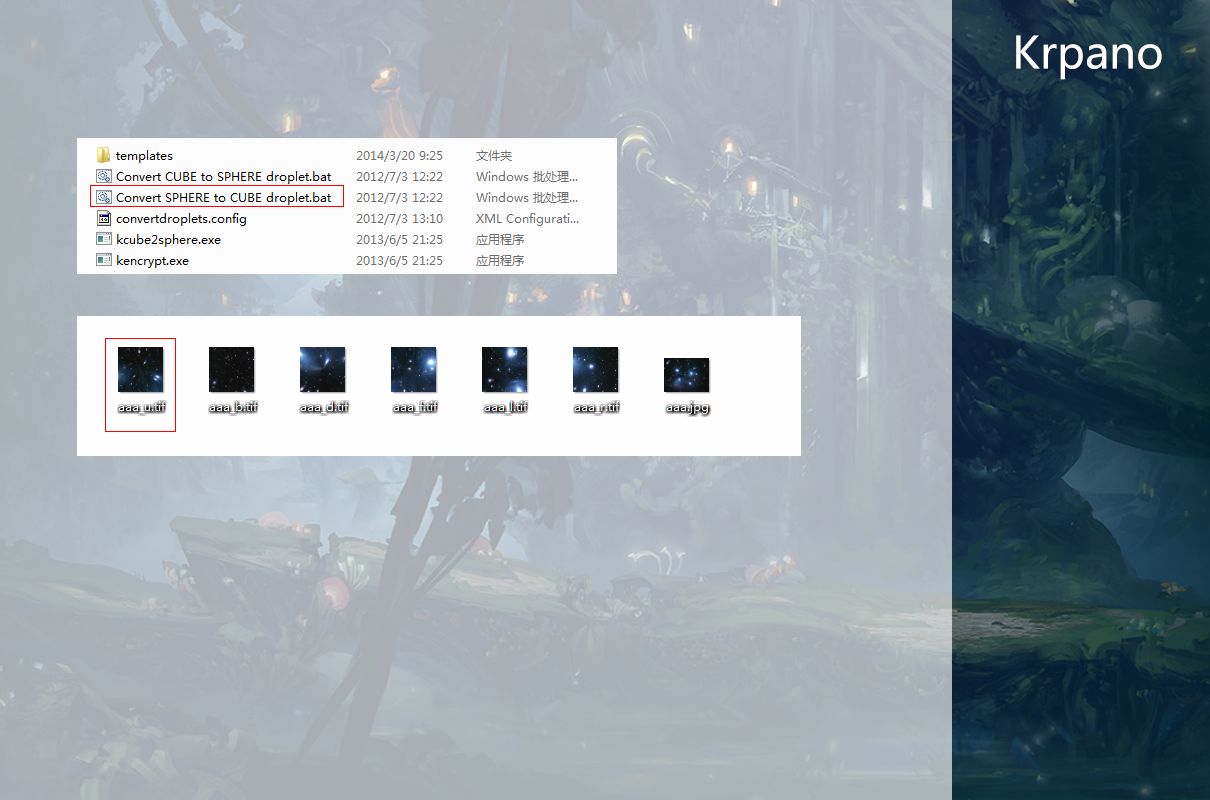 Krpano
templates 2014/3/20 9:25 文件夹
Convert CUBE to SPHERE droplet.bat 2012/7/3 12:22 Windows 批处理...
Convert SPHERE to CUBE droplet.bat 2012/7/3 12:22 Windows 批处理...
convertdroplets.config 2012/7/3 13:10 XML Configurati...
kcube2sphere.exe 2013/6/5 21:25 应用程序
kencrypt.exe 2013/6/5 21:25 应用程序
aaa_u.tif aaa_b.tif aaa_d.tif aaa_f.tif aaa_l.tif aaa_r.tif aaa.jpg